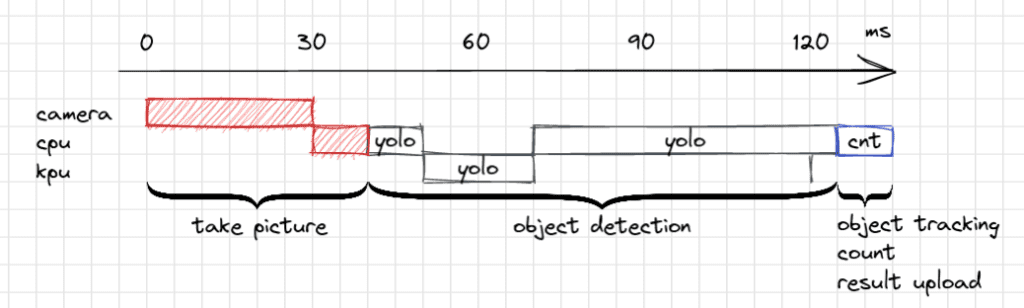 0 30 60 90 120 ms
camera
cpu yolo yolo cnt
kpu yolo
take picture object detection object tracking
count
result upload